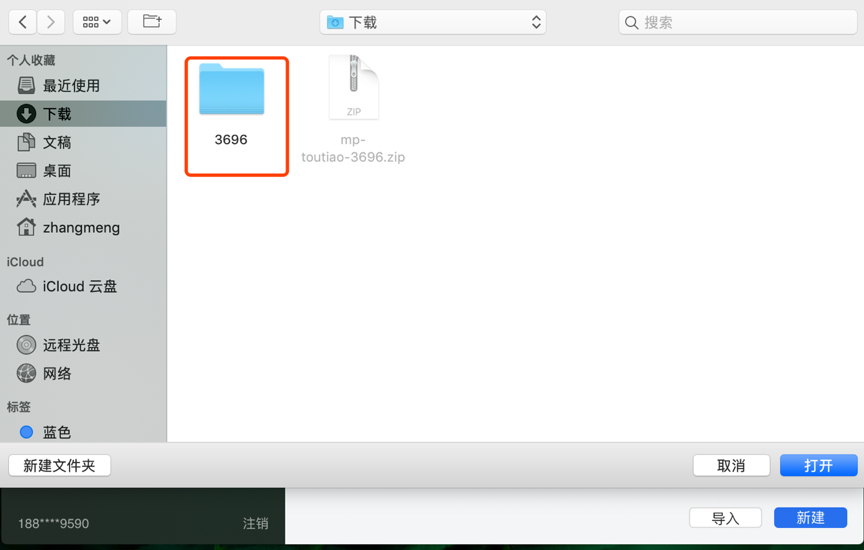 下载
搜索
个人收藏
最近使用
下载
文稿
桌面
应用程序
zhangmeng
iCloud
iCloud 云盘
位置
远程光盘
网络
标签
蓝色
3696
ZIP
mp-
toutiao-3696.zip
新建文件夹
取消
打开
188****9590
注销
导入
新建